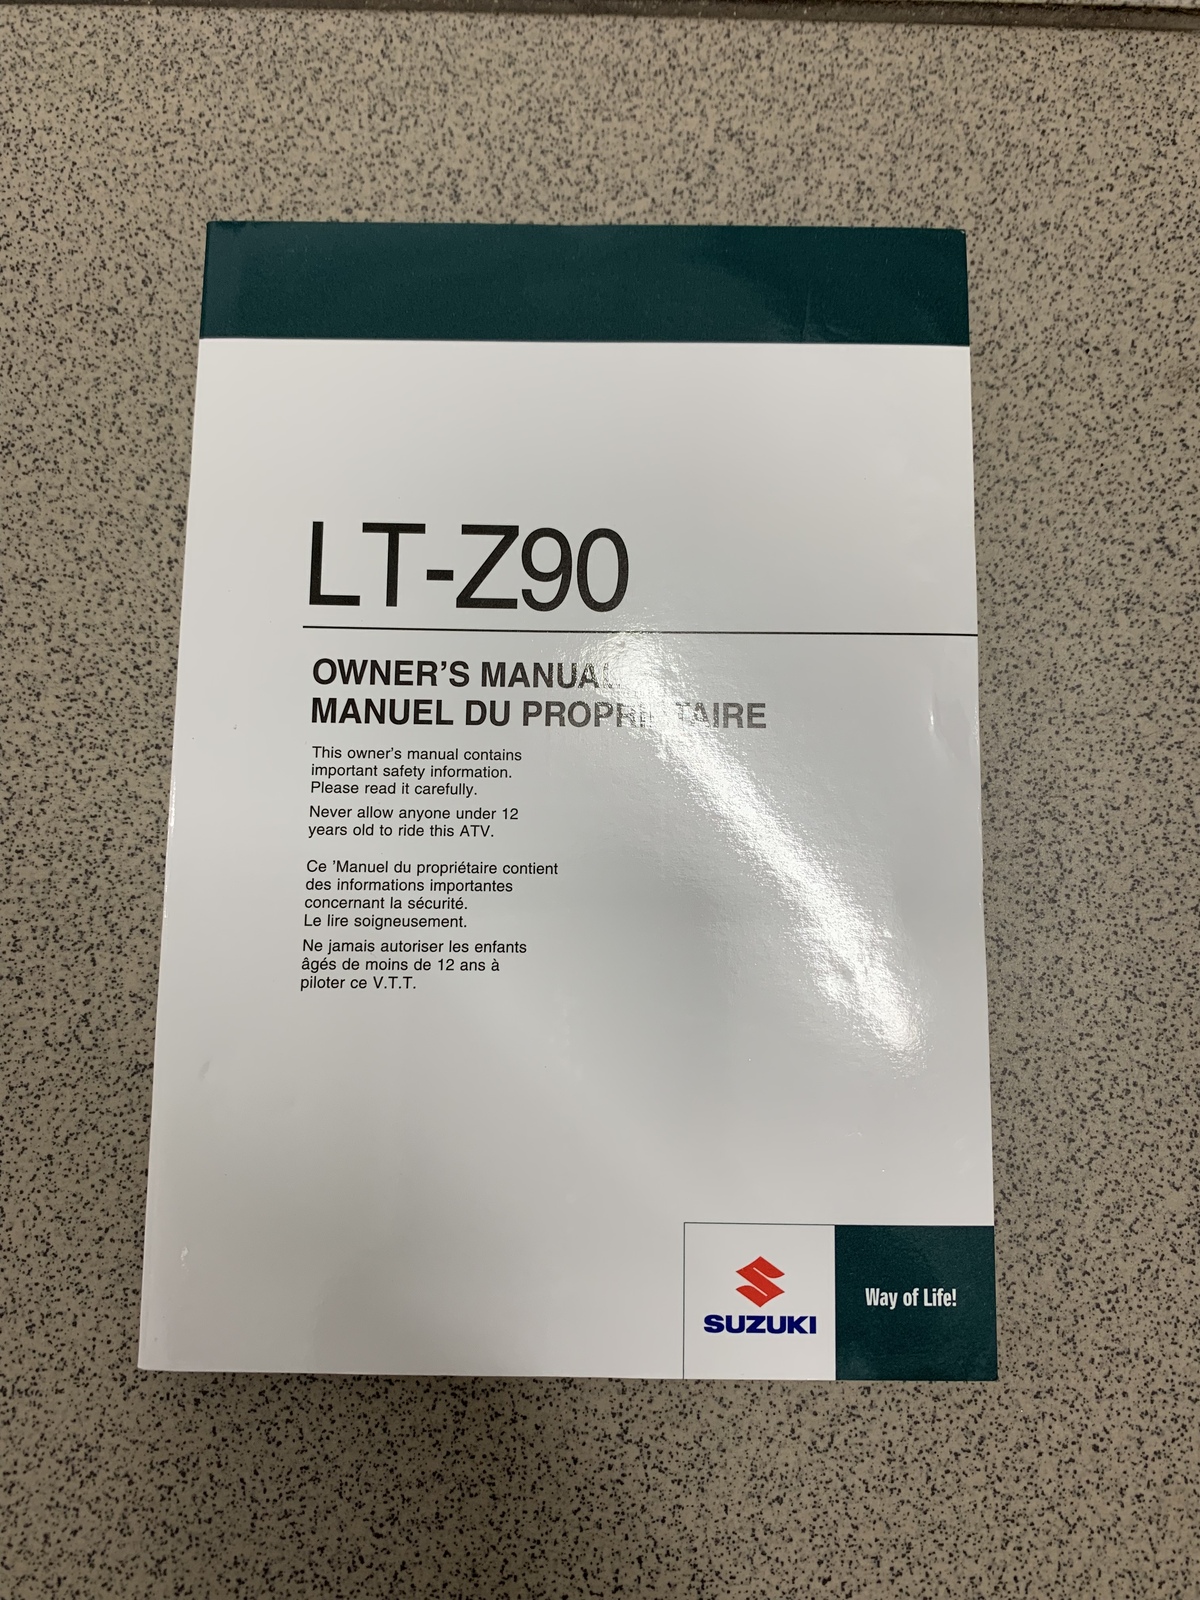 LT-Z90
OWNER'S MANUAL
MANUEL DU PROPRIÉTAIRE
This owner's manual contains
important safety information.
Please read it carefully.
Never allow anyone under 12
years old to ride this ATV.
Ce 'Manuel du propriétaire contient
des informations importantes
concernant la sécurité.
Le lire soigneusement.
Ne jamais autoriser les enfants
âgés de moins de 12 ans à
piloter ce V.T.T.
SUZUKI
Way of Life!